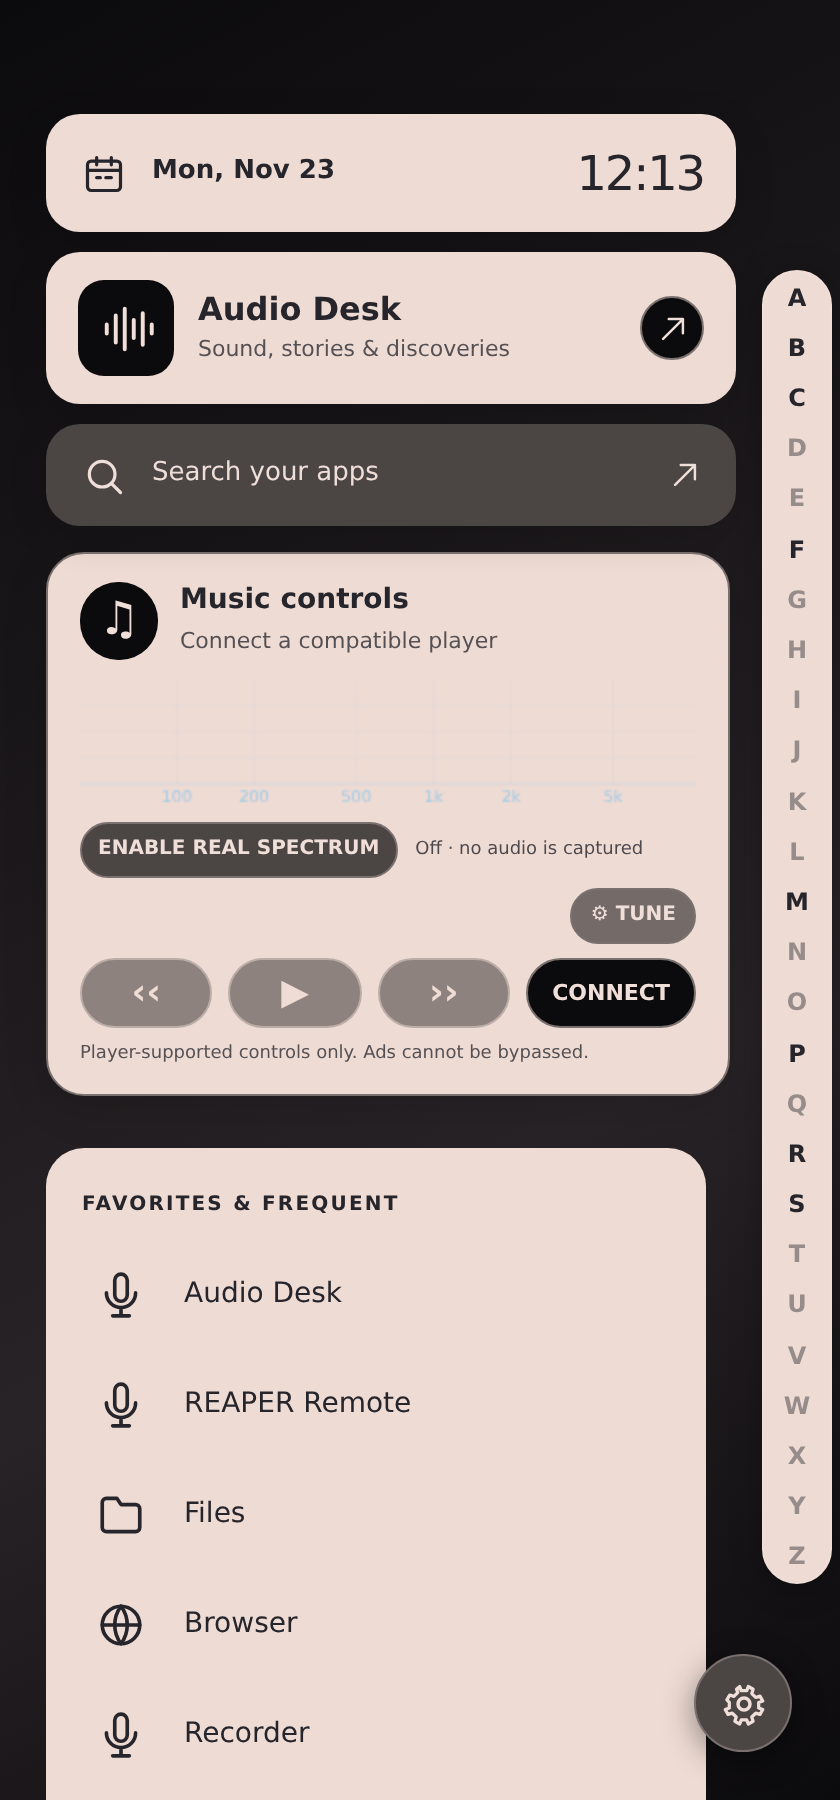 Mon, Nov 23
12:13
Audio Desk
Sound, stories & discoveries
Search your apps
Music controls
Connect a compatible player
100 200 500 1k 2k 5k
ENABLE REAL SPECTRUM
Off · no audio is captured
⚙ TUNE
‹‹ ▶ ›› CONNECT
Player-supported controls only. Ads cannot be bypassed.
FAVORITES & FREQUENT
Audio Desk
REAPER Remote
Files
Browser
Recorder
A
B
C
D
E
F
G
H
I
J
K
L
M
N
O
P
Q
R
S
T
U
V
W
X
Y
Z